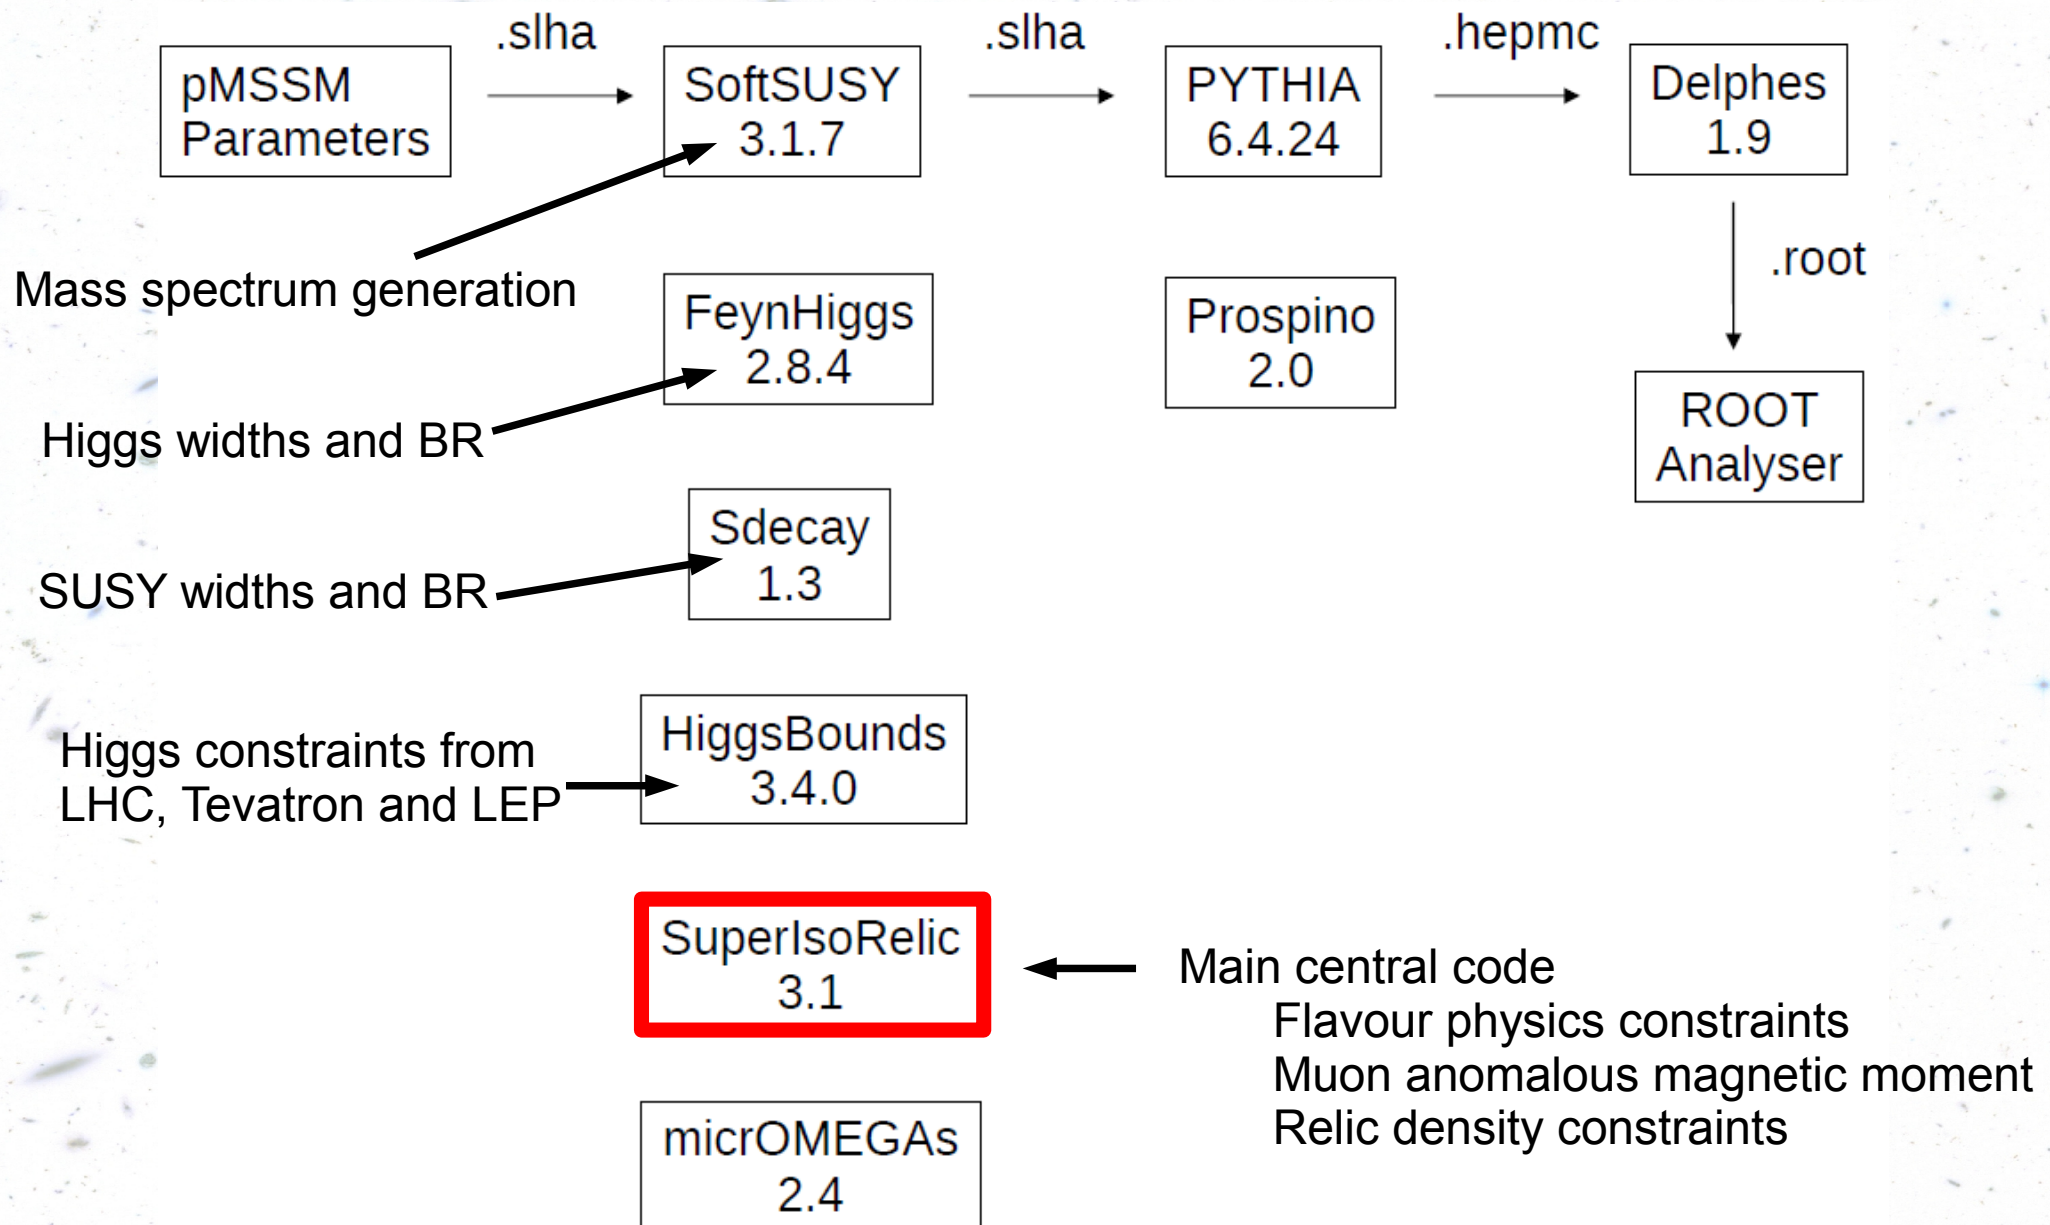 .slha
.slha
.hepmc
pMSSM
Parameters
SoftSUSY
3.1.7
PYTHIA
6.4.24
Delphes
1.9
.root
Mass spectrum generation
FeynHiggs
2.8.4
Prospino
2.0
ROOT
Analyser
Higgs widths and BR
Sdecay
1.3
SUSY widths and BR
HiggsBounds
3.4.0
Higgs constraints from
LHC, Tevatron and LEP
SuperIsoRelic
3.1
Main central code
Flavour physics constraints
Muon anomalous magnetic moment
Relic density constraints
micrOMEGAs
2.4